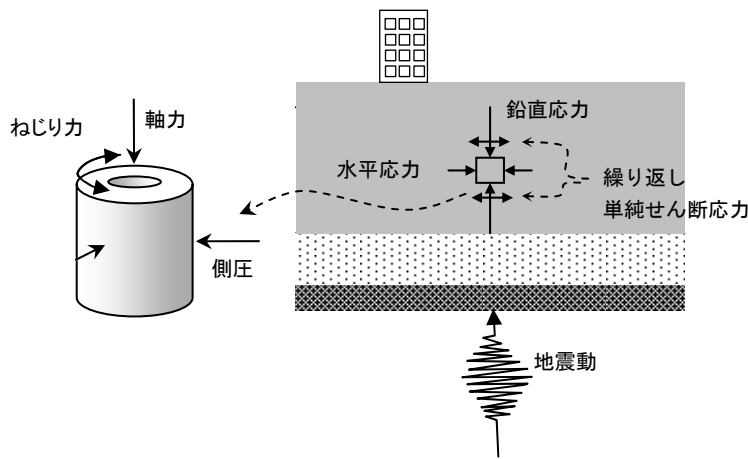 ねじり力
軸力
側圧
鉛直応力
水平応力
繰り返し
単純せん断応力
地震動